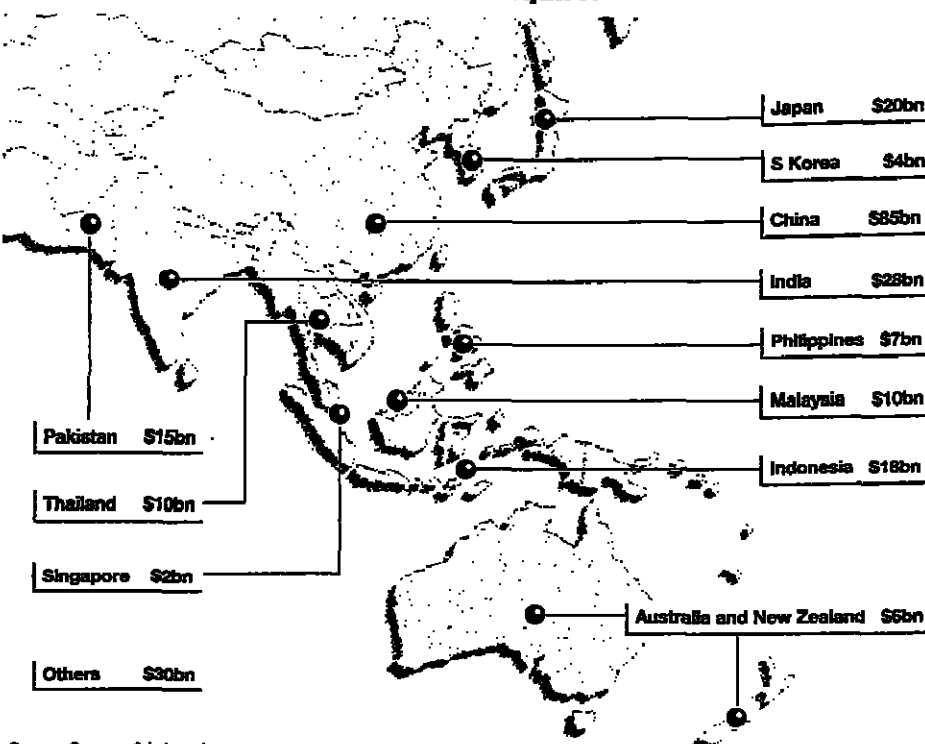 Japan $20bn
S Korea $4bn
China $85bn
India $28bn
Philippines $7bn
Malaysia $10bn
Pakistan $15bn
Indonesia $18bn
Thailand $10bn
Singapore $2bn
Australia and New Zealand $6bn
Others $30bn